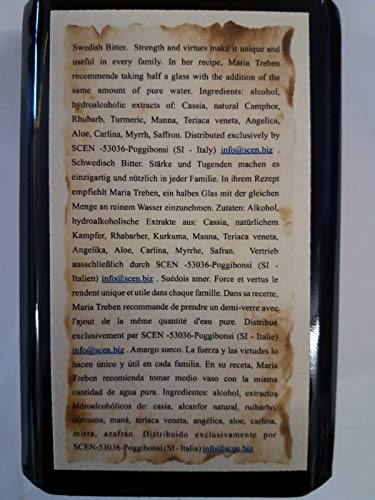 Swedish Bitter. Strength and virtues make it unique and
useful in every family. In her recipe, Maria Treben
recommends taking half a glass with the addition of the
same amount of pure water. Ingredients: alcohol,
hydroalcoholic extracts of: Cassia, natural Camphor,
Rhubarb, Turmeric, Manna, Teriaca veneta, Angelica,
Aloe, Carlina, Myrrh, Saffron. Distributed exclusively by
SCEN -53036-Poggibonsi (SI - Italy) info@scen.biz .
Schwedisch Bitter. Stärke und Tugenden machen es
einzigartig und nützlich in jeder Familie. In ihrem Rezept
empfiehlt Maria Treben, ein halbes Glas mit der gleichen
Menge an reinem Wasser einzunehmen. Zutaten: Alkohol,
hydroalkoholische Extrakte aus: Cassia, natürlichem
Kampfer, Rhabarber, Kurkuma, Manna, Teriaca veneta,
Angelika, Aloe, Carlina, Myrrhe, Safran. Vertrieb
ausschließlich durch SCEN -53036-Poggibonsi (SI -
Italien) info@scen.biz . Suédois amer. Force et vertus le
rendent unique et utile dans chaque famille. Dans sa recette,
Maria Treben recommande de prendre un demi-verre avec
l'ajout de la même quantité d'eau pure. Distribué
exclusivement par SCEN -53036-Poggibonsi (SI - Italie)
info@scen.biz . Amargo sueco. La fuerza y las virtudes lo
hacen único y útil en cada familia. En su receta, Maria
Treben recomienda tomar medio vaso con la misma
cantidad de agua pura. Ingredientes: alcohol, extractos
hidroalcohólicos de: casia, alcanfor natural, ruibarbo,
cúrcuma, maná, teriaca veneta, angélica, aloe, carlina,
mirra, azafrán. Distribuido exclusivamente por
SCEN-53036-Poggibonsi (SI - Italia) info@scen.biz